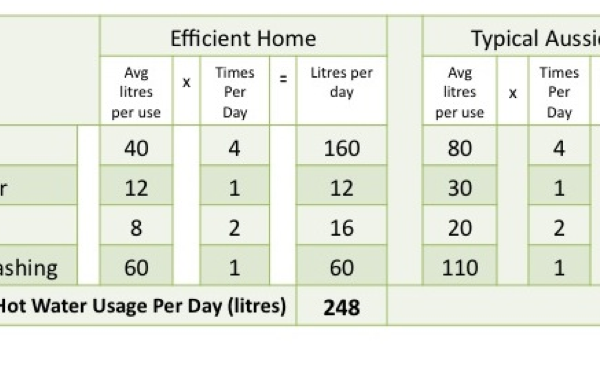 Efficient Home Typical Aussie
Avg litres per use x Times Per Day = Litres per day Avg litres per use x Times Per Day
40 4 160 80 4
r 12 1 12 30 1
8 2 16 20 2
ashing 60 1 60 110 1
Hot Water Usage Per Day (litres) 248